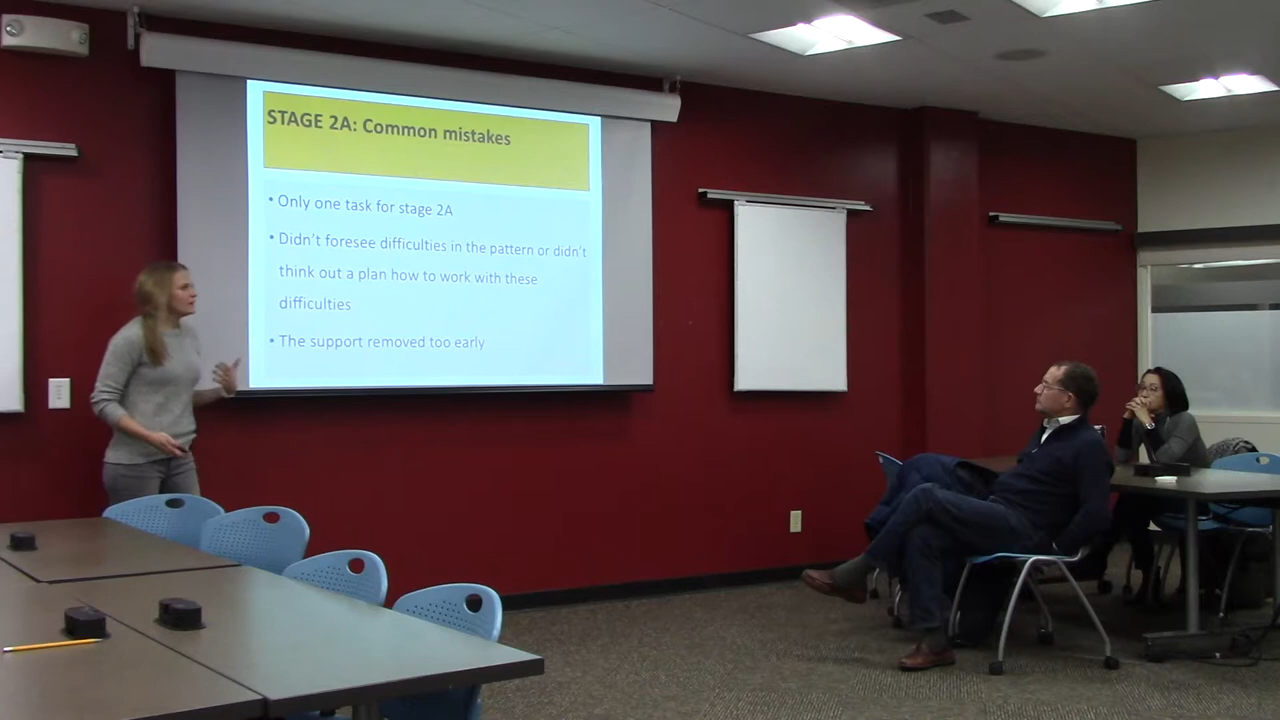 STAGE 2A: Common mistakes
• Only one task for stage 2A
• Didn't foresee difficulties in the pattern or didn't
think out a plan how to work with these
difficulties
• The support removed too early